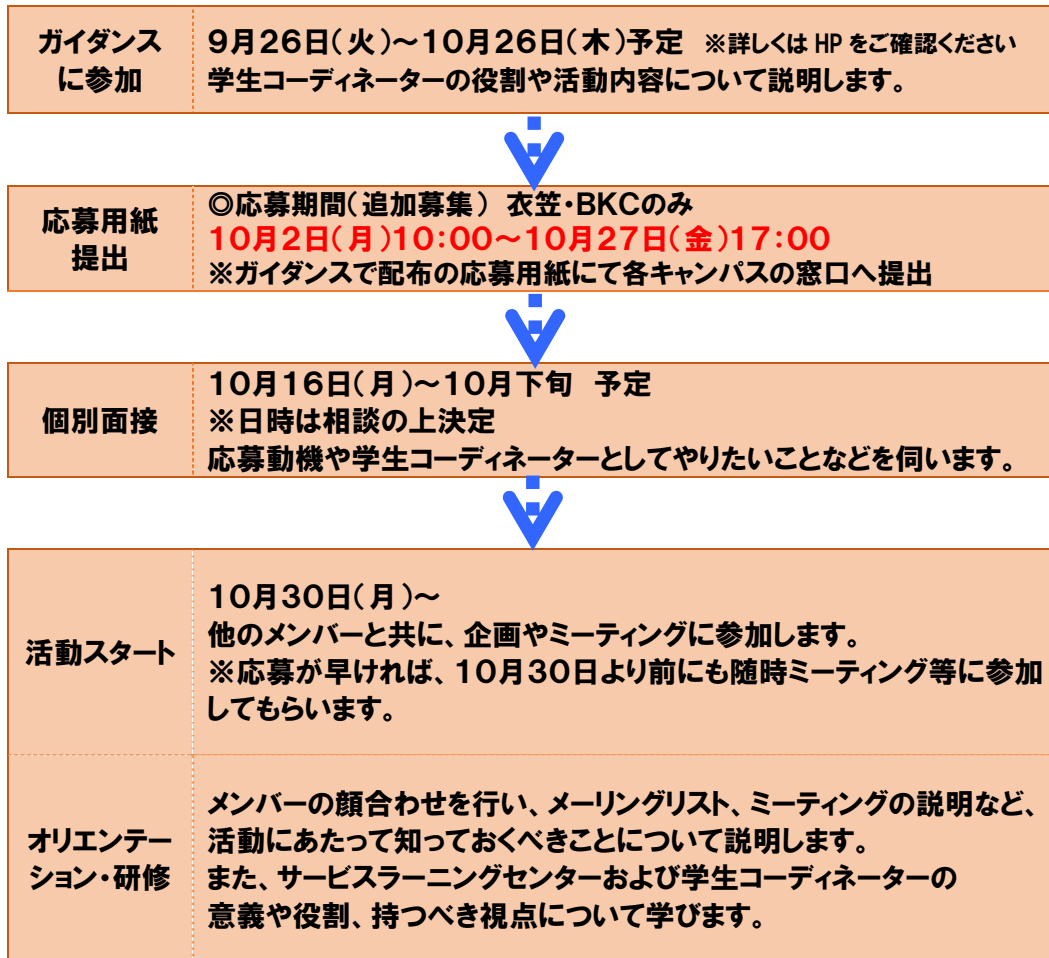 ガイダンス
に参加
9月26日(火)~10月26日(木)予定 ※詳しくは HP をご確認ください
学生コーディネーターの役割や活動内容について説明します。
応募用紙
提出
◎応募期間(追加募集) 衣笠・BKCのみ
10月2日(月)10:00~10月27日(金)17:00
※ガイダンスで配布の応募用紙にて各キャンパスの窓口へ提出
個別面接
10月16日(月)~10月下旬 予定
※日時は相談の上決定
応募動機や学生コーディネーターとしてやりたいことなどを伺います。
活動スタート
10月30日(月)~
他のメンバーと共に、企画やミーティングに参加します。
※応募が早ければ、10月30日より前にも随時ミーティング等に参加
してもらいます。
オリエンテー
ション・研修
メンバーの顔合わせを行い、メーリングリスト、ミーティングの説明など、
活動にあたって知っておくべきことについて説明します。
また、サービスラーニングセンターおよび学生コーディネーターの
意義や役割、持つべき視点について学びます。